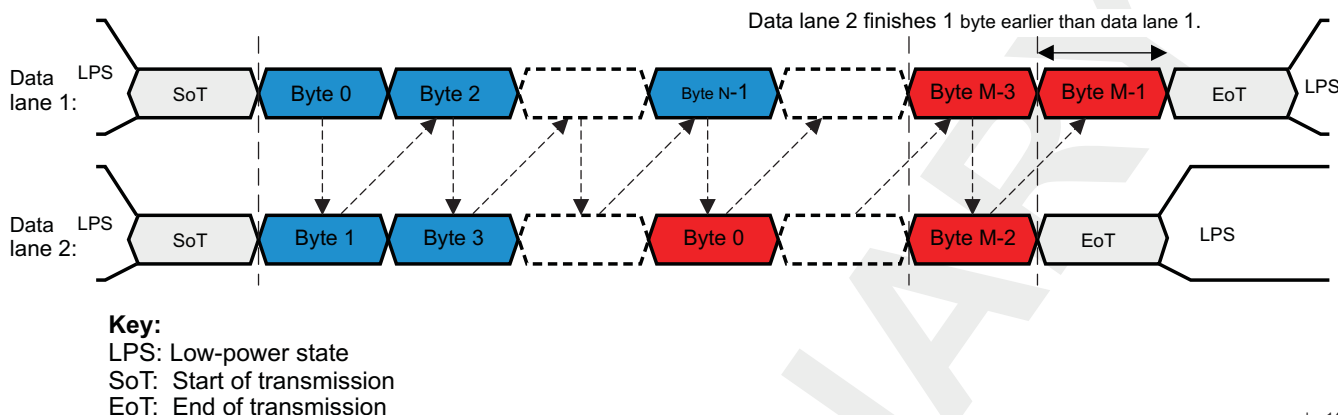 Data lane 2 finishes 1 byte earlier than data lane 1.
Data lane 1:
LPS
SoT
Byte 0
Byte 2
Byte N-1
Byte M-3
Byte M-1
EoT
LPS
Data lane 2:
LPS
SoT
Byte 1
Byte 3
Byte 0
Byte M-2
EoT
LPS
Key:
LPS: Low-power state
SoT: Start of transmission
EoT: End of transmission